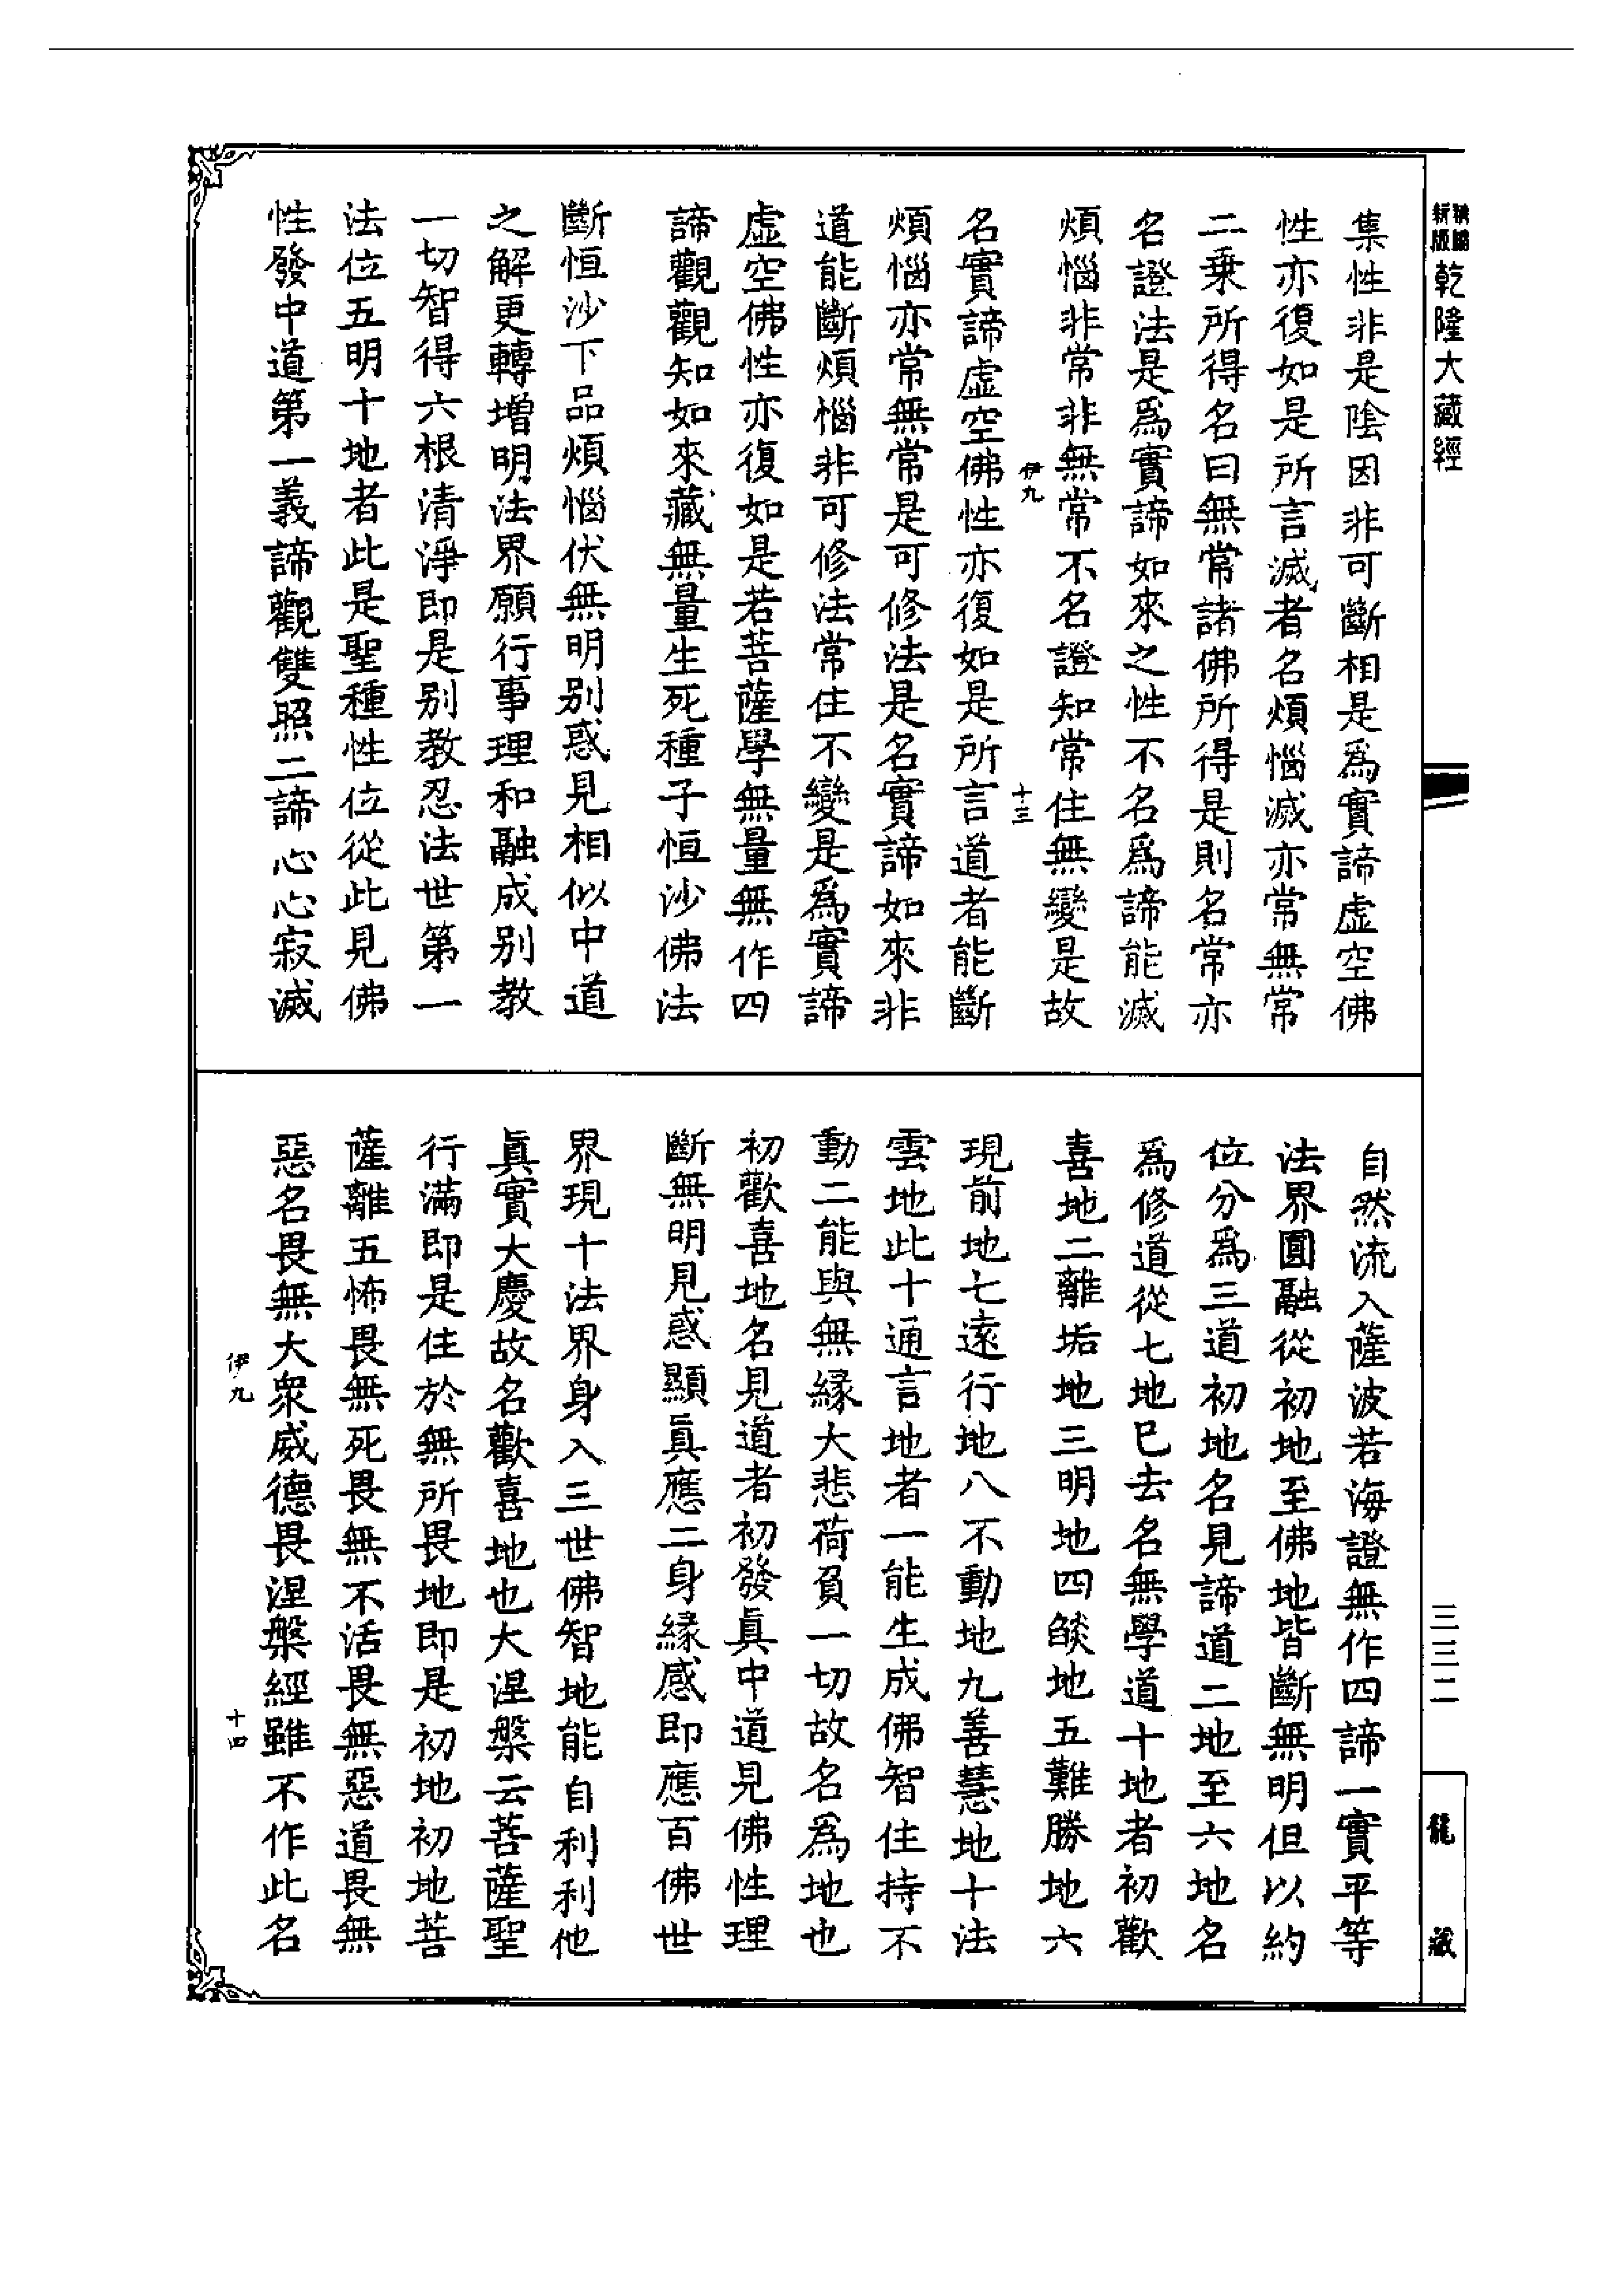 新編
新版
乾隆大藏經
集性非是陰因非可斷相是爲實諦虛空佛
性亦復如是所言滅者名煩惱滅亦常無常
二乗所得名曰無常諸佛所得是則名常亦
名證法是爲實諦如來之性不名爲諦能滅
煩惱非常非無常不名證知常住無變是故
伊九
十三
名實諦虛空佛性亦復如是所言道者能斷
煩惱亦常無常是可修法是名實諦如來非
道能斷煩惱非可修法常住不變是爲實諦
虛空佛性亦復如是若菩薩學無量無作四
諦觀觀知如來藏無量生死種子恒沙佛法
斷恒沙下品煩惱伏無明別惑見相似中道
之解更轉增明法界願行事理和融成別教
一切智得六根清淨即是別教忍法世第一
法位五明十地者此是聖種性位從此見佛
性發中道第一義諦觀雙照二諦心心寂滅
自然流入薩波若海證無作四諦一實平等
法界圓融從初地至佛地皆斷無明但以約
位分爲三道初地名見諦道二地至六地名
爲修道從七地已去名無學道十地者初歡
喜地二離垢地三明地四燄地五難勝地六
現前地七遠行地八不動地九善慧地十法
雲地此十通言地者一能生成佛智住持不
動二能與無緣大悲荷負一切故名爲地也
初歡喜地名見道者初發眞中道見佛性理
斷無明見惑顯眞應二身緣感即應百佛世
界現十法界身入三世佛智地能自利利他
眞實大慶故名歡喜地也大涅槃云菩薩聖
行滿即是住於無所畏地即是初地初地菩
薩離五怖畏無死畏無不活畏無惡道畏無
惡名畏無大衆威德畏涅槃經雖不作此名
伊九
十四
三三二
龍藏